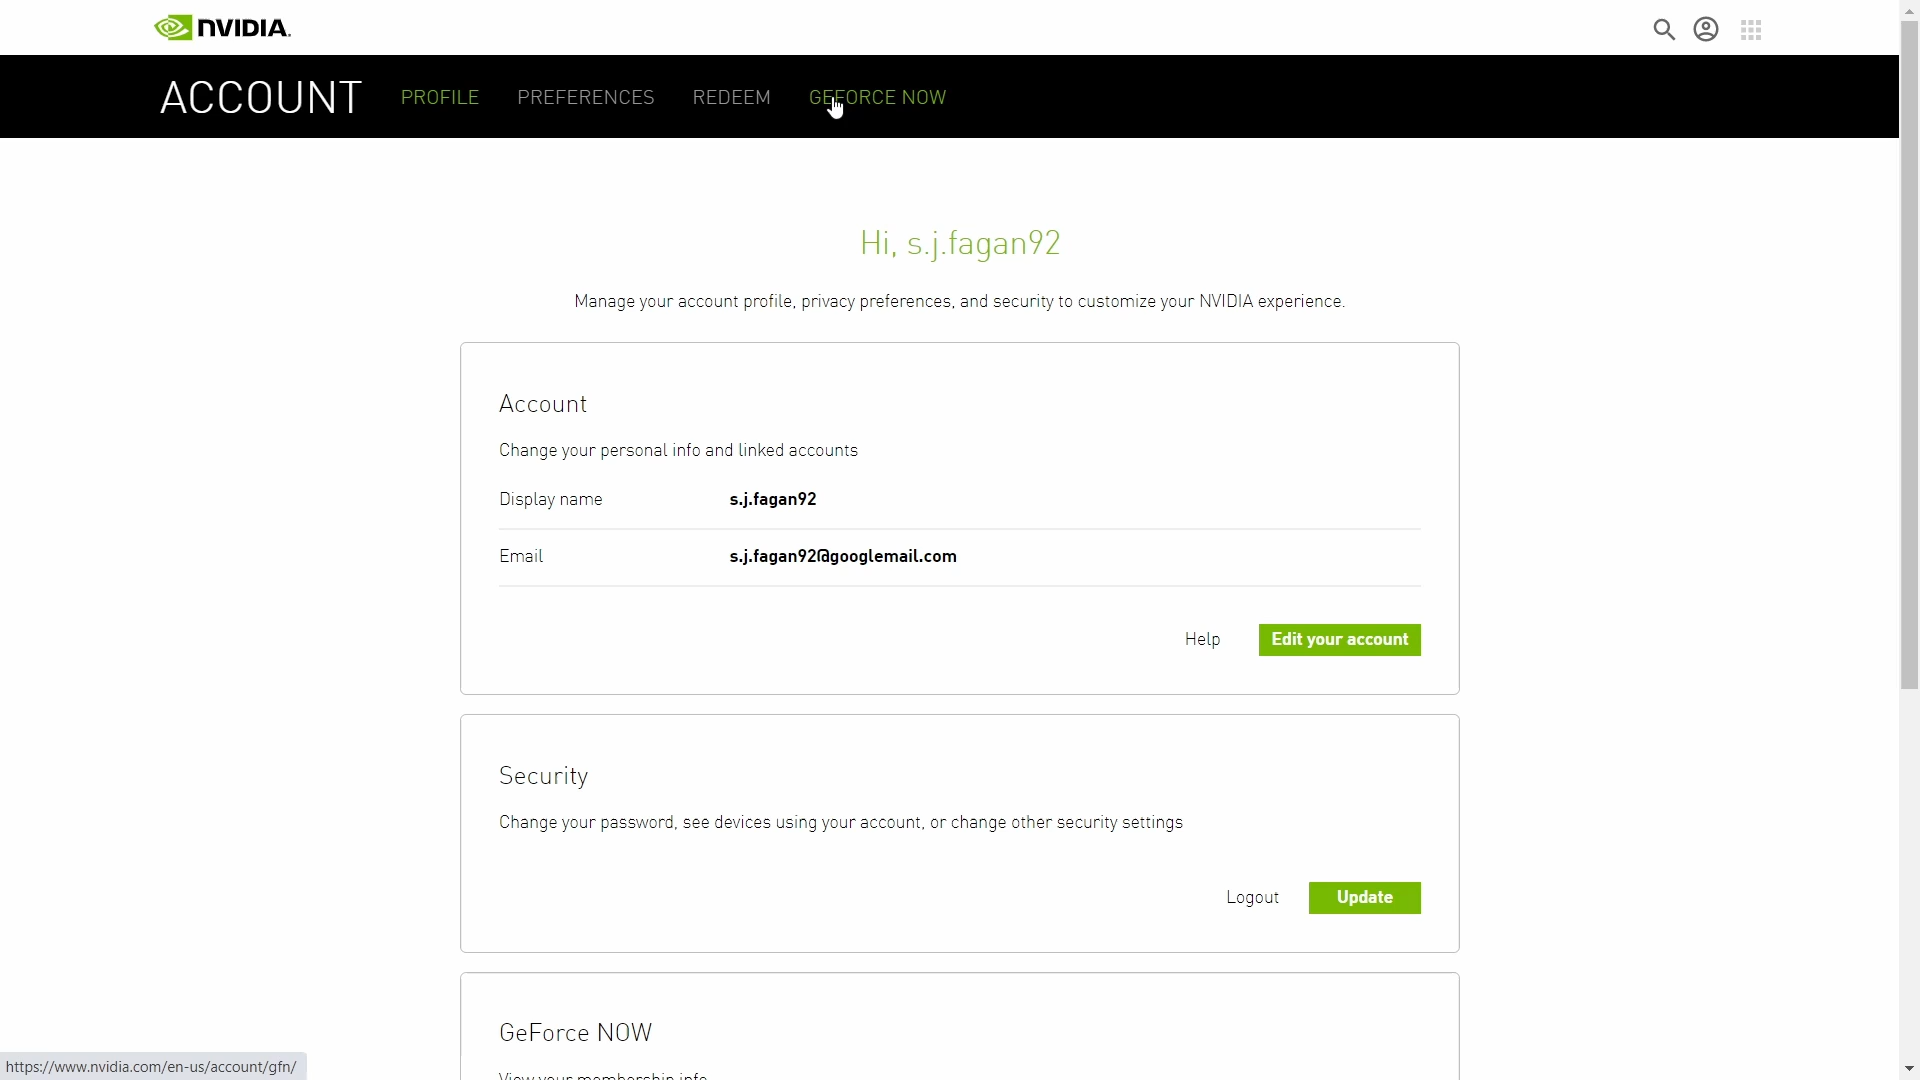 NVIDIA.
ACCOUNT PROFILE PREFERENCES REDEEM GEFORCE NOW
Hi, s.j.fagan92
Manage your account profile, privacy preferences, and security to customize your NVIDIA experience.
Account
Change your personal info and linked accounts
Display name s.j.fagan92
Email s.j.fagan92@googlemail.com
Help Edit your account
Security
Change your password, see devices using your account, or change other security settings
Logout Update
GeForce NOW
View your membership info
https://www.nvidia.com/en-us/account/gfn/